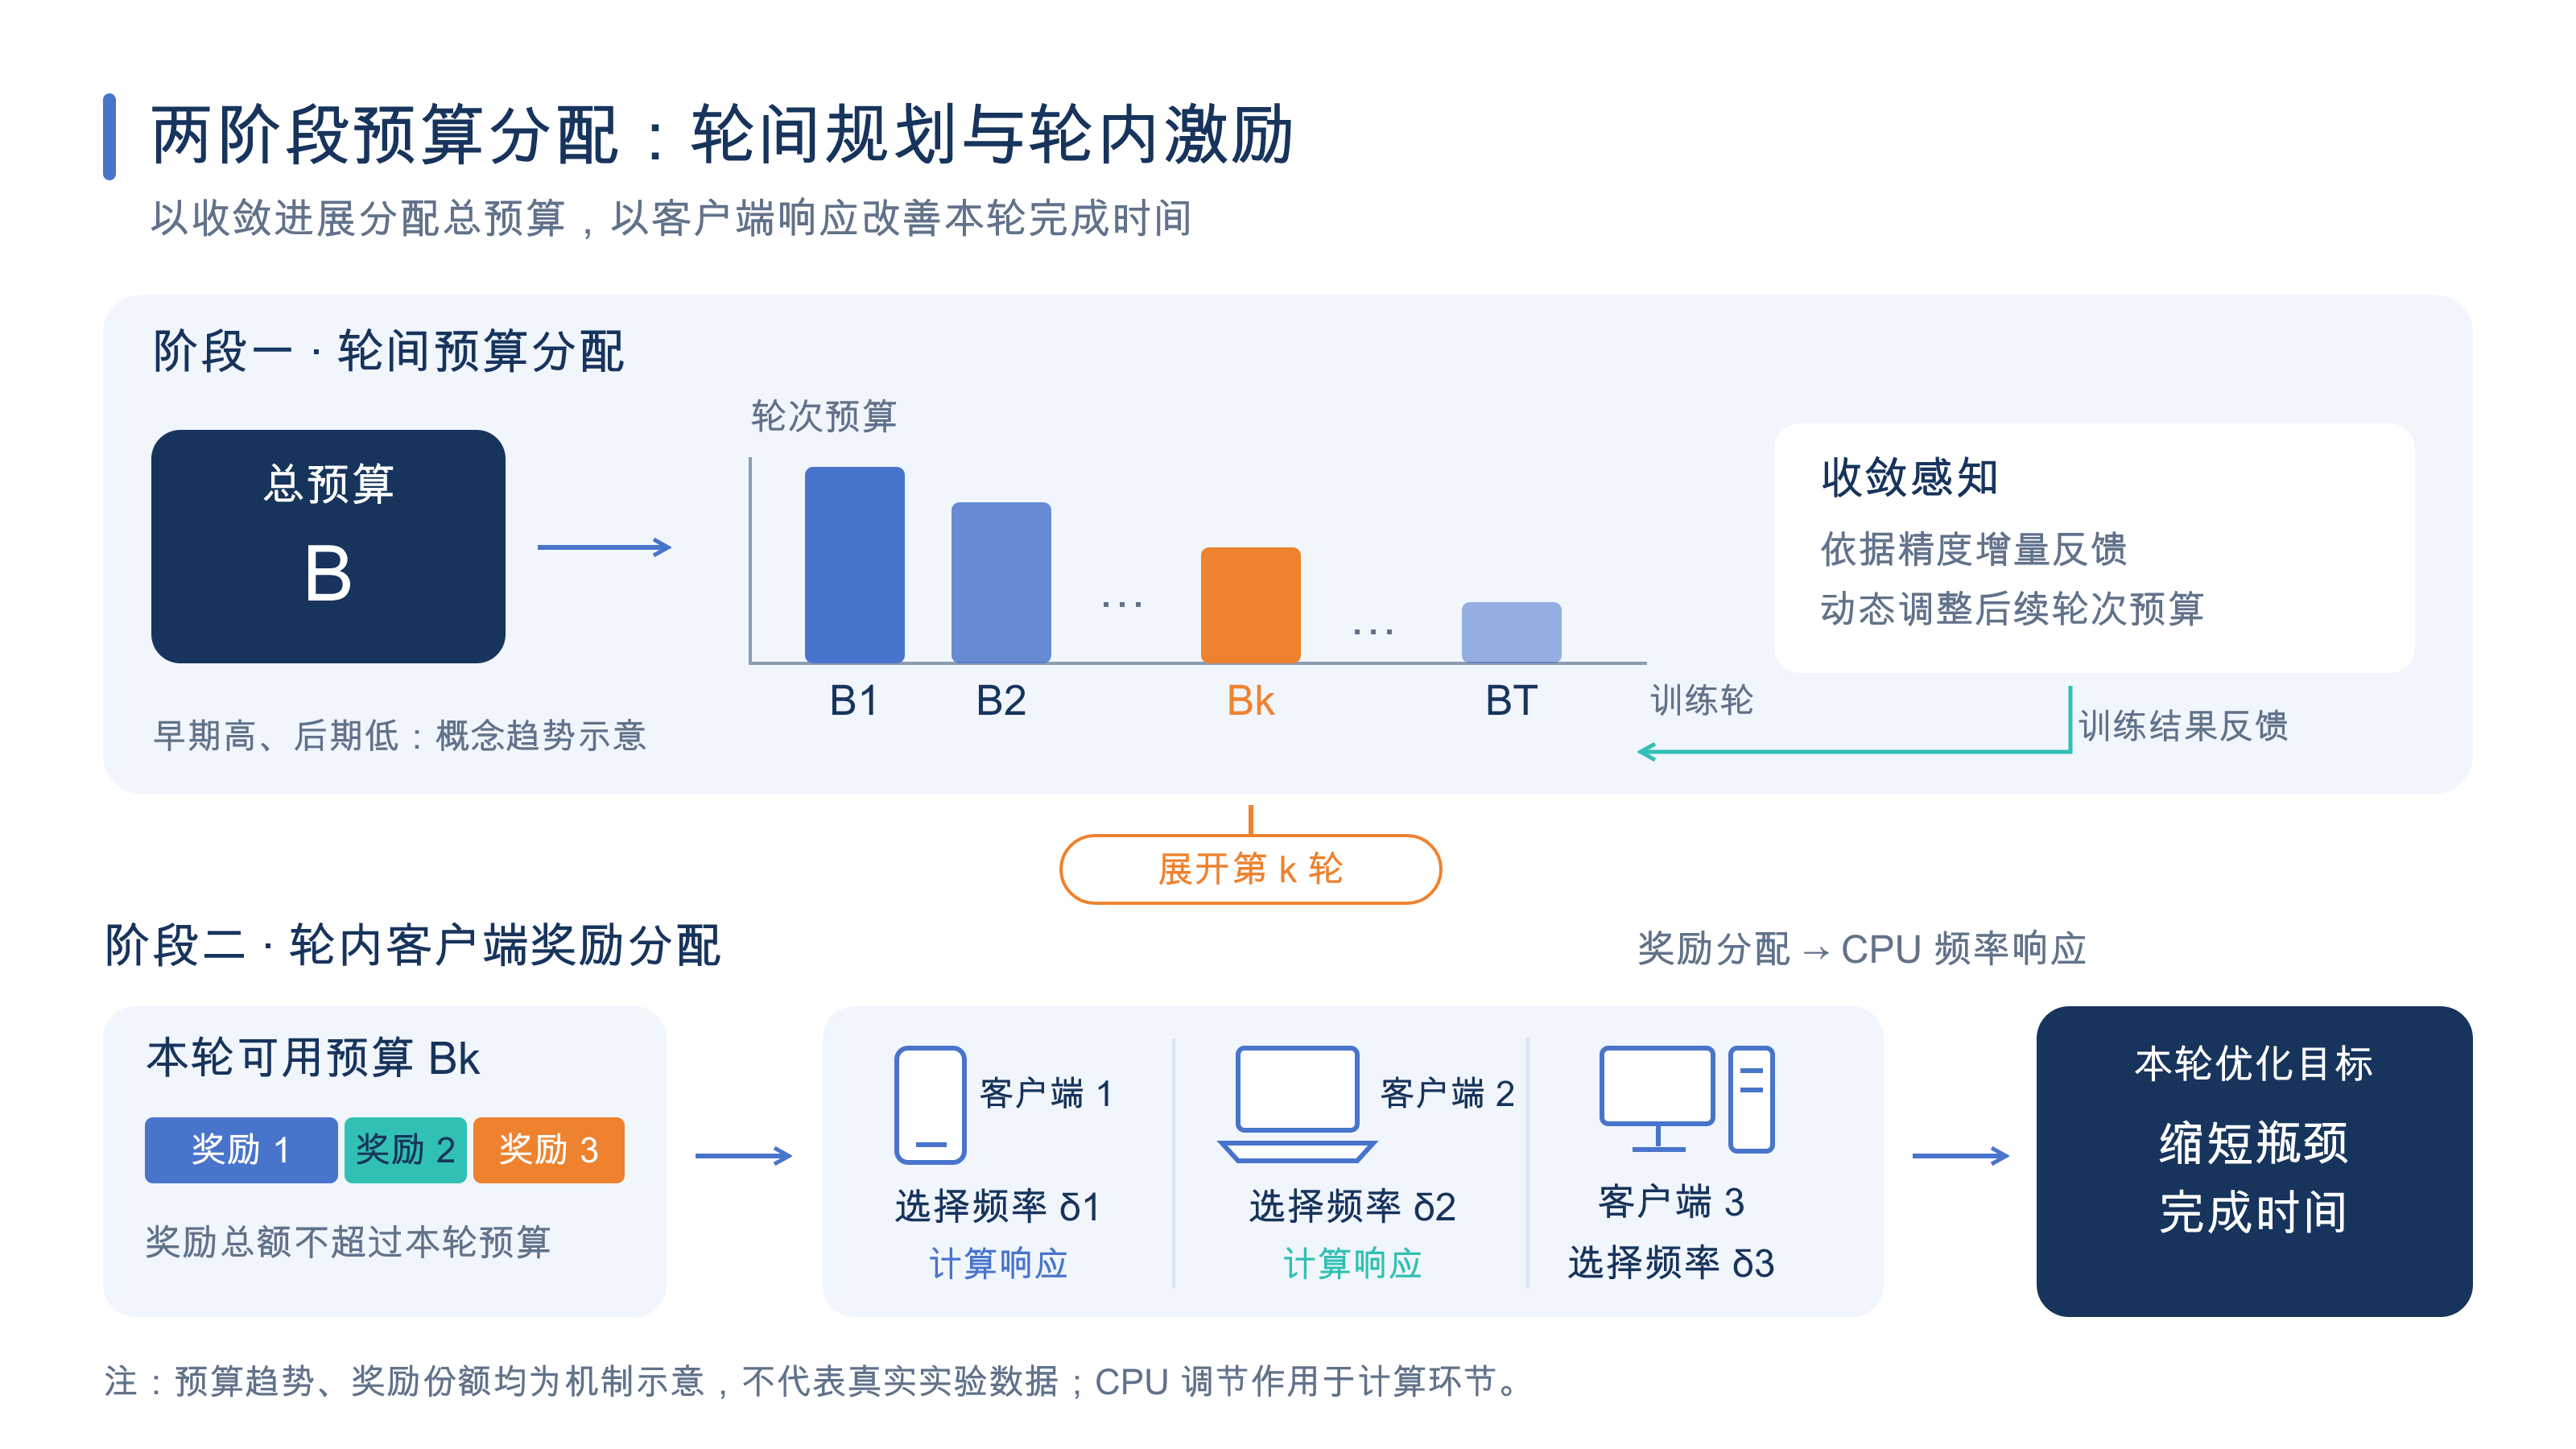 两阶段预算分配：轮间规划与轮内激励
以收敛进展分配总预算，以客户端响应改善本轮完成时间
阶段一 · 轮间预算分配
轮次预算
总预算
B
收敛感知
依据精度增量反馈
动态调整后续轮次预算
…
…
B1
B2
Bk
BT
训练轮
训练结果反馈
早期高、后期低：概念趋势示意
展开第 k 轮
阶段二 · 轮内客户端奖励分配
奖励分配 → CPU 频率响应
本轮可用预算 Bk
奖励 1
奖励 2
奖励 3
奖励总额不超过本轮预算
客户端 1
选择频率 δ1
计算响应
客户端 2
选择频率 δ2
计算响应
客户端 3
选择频率 δ3
本轮优化目标
缩短瓶颈
完成时间
注：预算趋势、奖励份额均为机制示意，不代表真实实验数据；CPU 调节作用于计算环节。